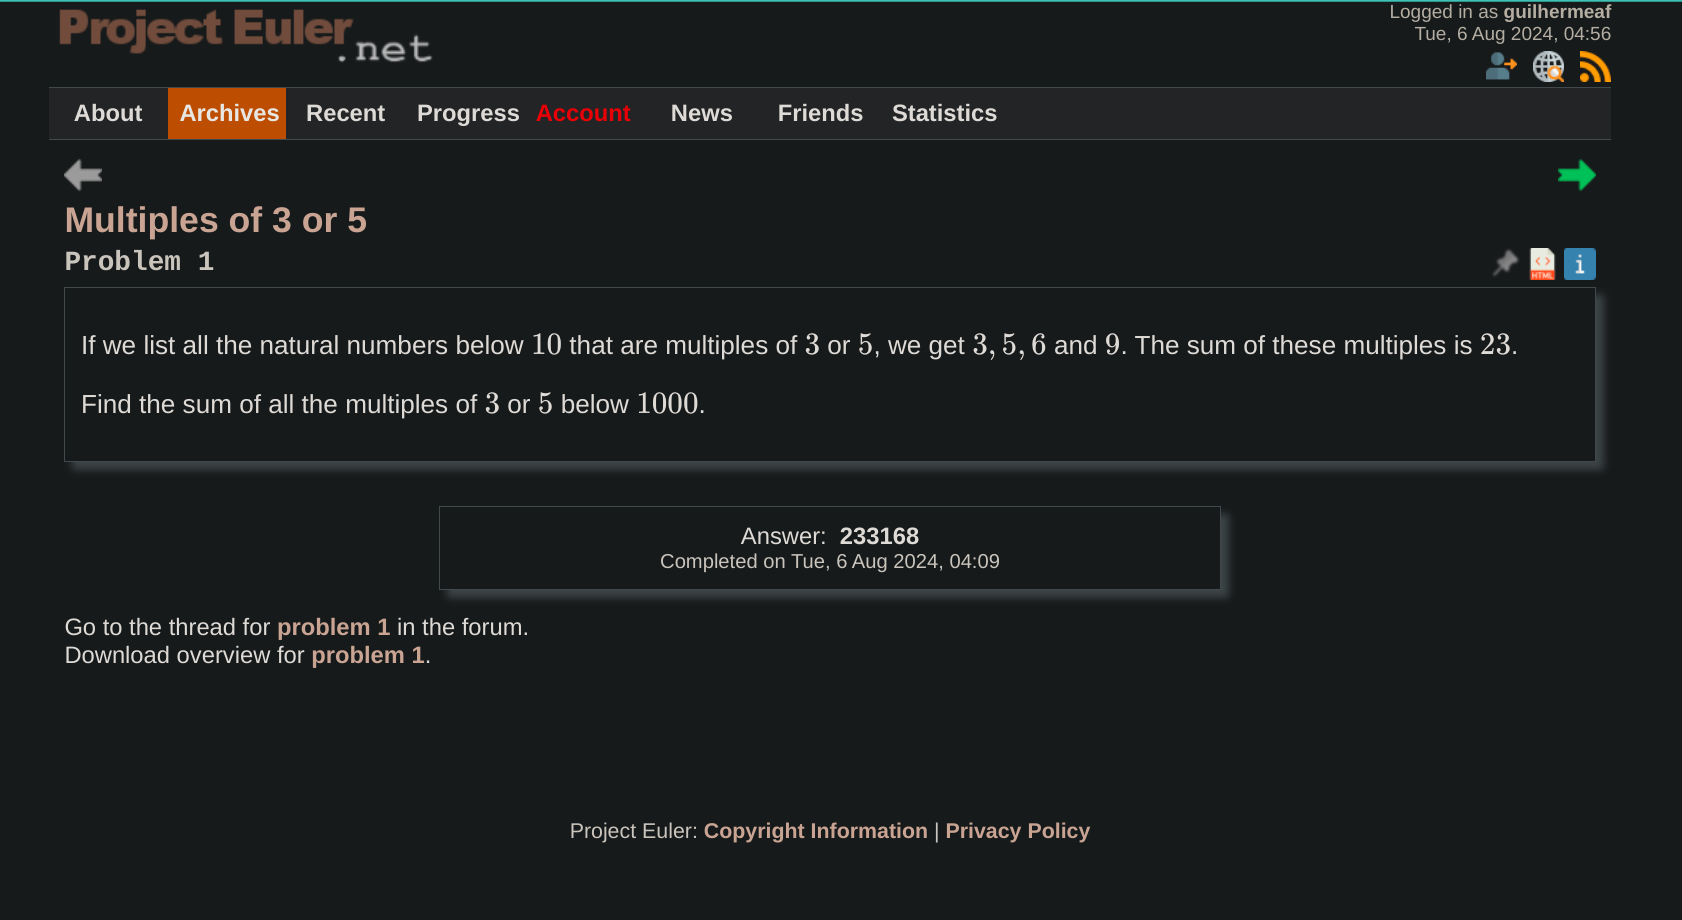 Project Euler.net
Logged in as guilhermeaf
Tue, 6 Aug 2024, 04:56
About Archives Recent Progress Account News Friends Statistics
Multiples of 3 or 5
Problem 1
<> HTML i
If we list all the natural numbers below 10 that are multiples of 3 or 5, we get 3, 5, 6 and 9. The sum of these multiples is 23.
Find the sum of all the multiples of 3 or 5 below 1000.
Answer: 233168
Completed on Tue, 6 Aug 2024, 04:09
Go to the thread for problem 1 in the forum.
Download overview for problem 1.
Project Euler: Copyright Information | Privacy Policy